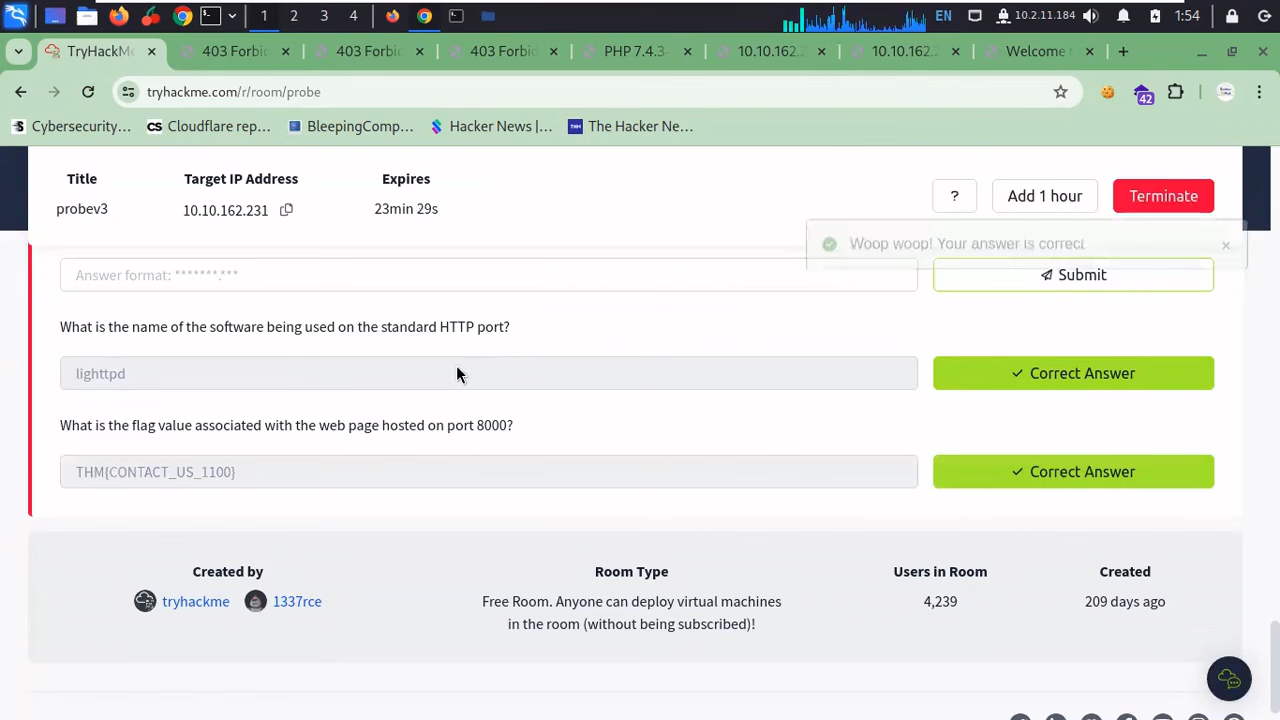 1 2 3 4 EN 10.2.11.184 1:54
TryHackMe 403 Forbid 403 Forbid 403 Forbid PHP 7.4.3- 10.10.162. 10.10.162. Welcome
tryhackme.com/r/room/probe
42
Cybersecurity... Cloudflare rep... BleepingComp... Hacker News |... The Hacker Ne...
Title Target IP Address Expires
probev3 10.10.162.231 23min 29s
? Add 1 hour Terminate
Woop woop! Your answer is correct ×
Answer format: *******.*** Submit
What is the name of the software being used on the standard HTTP port?
lighttpd Correct Answer
What is the flag value associated with the web page hosted on port 8000?
THM{CONTACT_US_1100} Correct Answer
Created by Room Type Users in Room Created
tryhackme 1337rce Free Room. Anyone can deploy virtual machines 4,239 209 days ago
in the room (without being subscribed)!